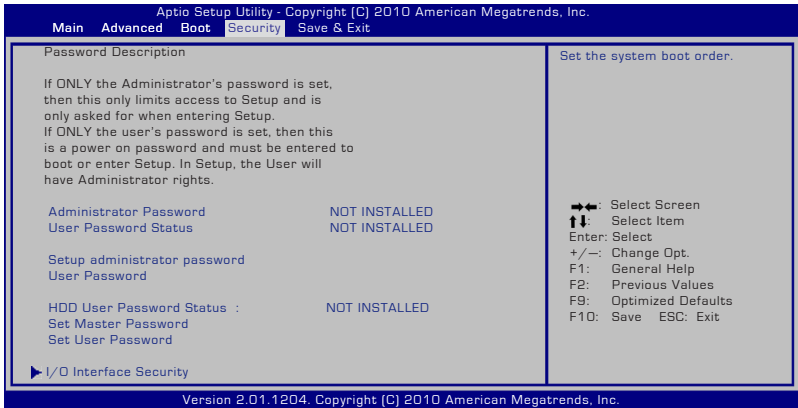 Aptio Setup Utility - Copyright (C) 2010 American Megatrends, Inc.
Main Advanced Boot Security Save & Exit
Password Description
If ONLY the Administrator's password is set,
then this only limits access to Setup and is
only asked for when entering Setup.
If ONLY the user's password is set, then this
is a power on password and must be entered to
boot or enter Setup. In Setup, the User will
have Administrator rights.
Administrator Password NOT INSTALLED
User Password Status NOT INSTALLED
Setup administrator password
User Password
HDD User Password Status : NOT INSTALLED
Set Master Password
Set User Password
I/O Interface Security
Set the system boot order.
→←: Select Screen
↑↓: Select Item
Enter: Select
+/—: Change Opt.
F1: General Help
F2: Previous Values
F9: Optimized Defaults
F10: Save ESC: Exit
Version 2.01.1204. Copyright (C) 2010 American Megatrends, Inc.